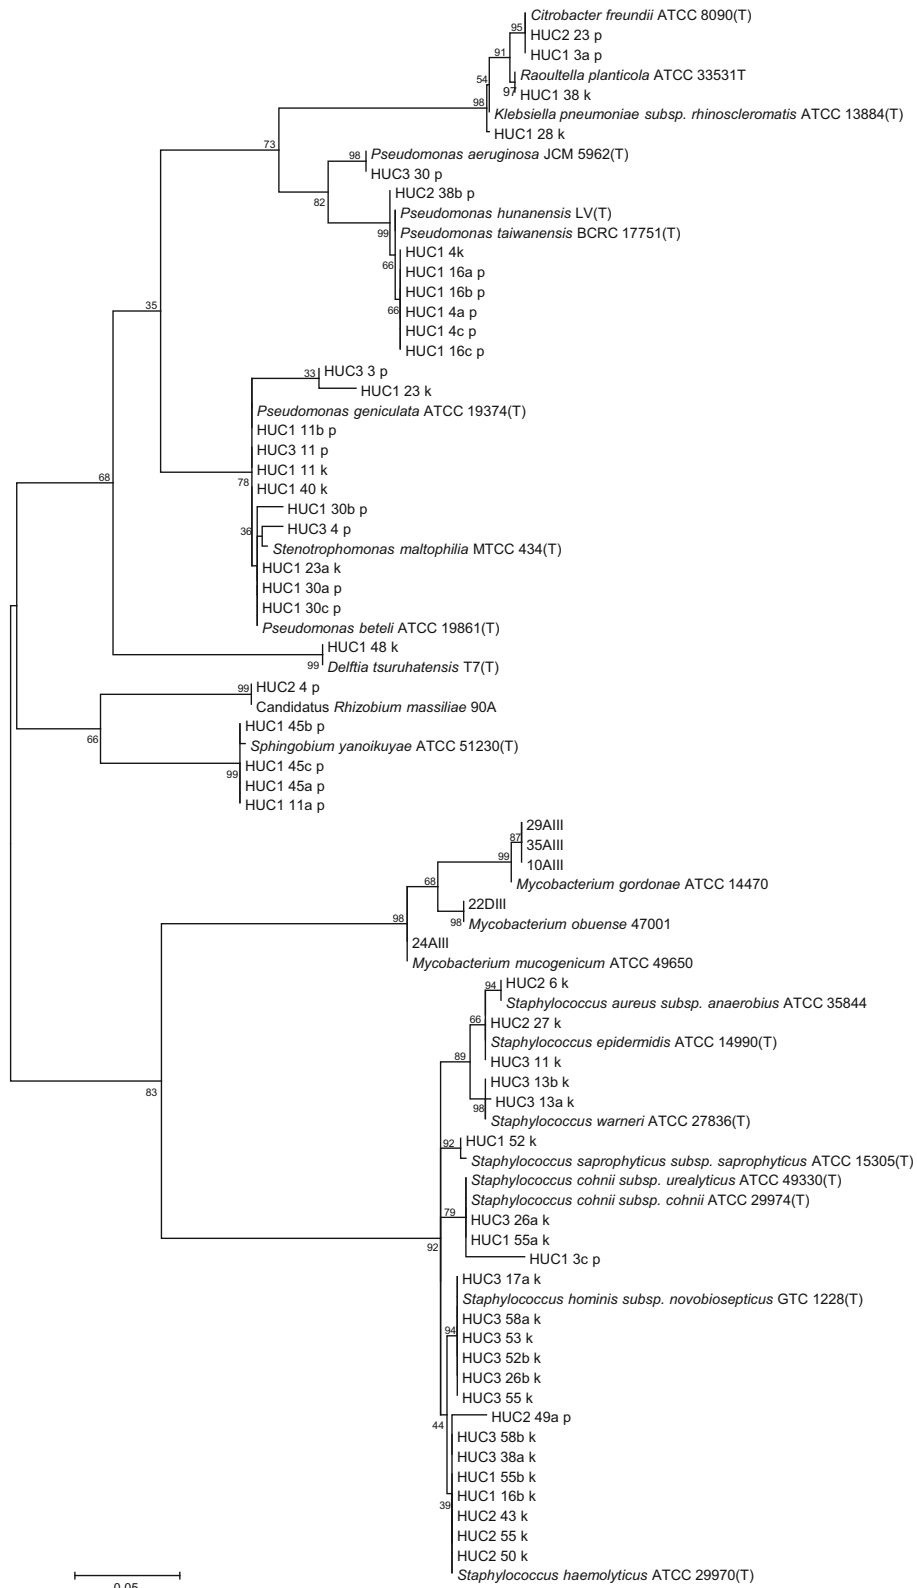 Citrobacter freundii ATCC 8090(T)
95
HUC2 23 p
HUC1 3a p
91
Raoultella planticola ATCC 33531T
54
97
HUC1 38 k
98
Klebsiella pneumoniae subsp. rhinoscleromatis ATCC 13884(T)
HUC1 28 k
73
98
Pseudomonas aeruginosa JCM 5962(T)
HUC3 30 p
82
HUC2 38b p
Pseudomonas hunanensis LV(T)
99
Pseudomonas taiwanensis BCRC 17751(T)
HUC1 4k
66
HUC1 16a p
HUC1 16b p
35
66
HUC1 4a p
HUC1 4c p
HUC1 16c p
33
HUC3 3 p
HUC1 23 k
Pseudomonas geniculata ATCC 19374(T)
HUC1 11b p
HUC3 11 p
HUC1 11 k
68
78
HUC1 40 k
HUC1 30b p
36
HUC3 4 p
Stenotrophomonas maltophilia MTCC 434(T)
HUC1 23a k
HUC1 30a p
HUC1 30c p
Pseudomonas beteli ATCC 19861(T)
HUC1 48 k
99
Delftia tsuruhatensis T7(T)
99
HUC2 4 p
Candidatus Rhizobium massiliae 90A
HUC1 45b p
66
Sphingobium yanoikuyae ATCC 51230(T)
HUC1 45c p
99
HUC1 45a p
HUC1 11a p
29AIII
87
35AIII
99
10AIII
Mycobacterium gordonae ATCC 14470
68
22DIII
98
98
Mycobacterium obuense 47001
24AIII
Mycobacterium mucogenicum ATCC 49650
94
HUC2 6 k
Staphylococcus aureus subsp. anaerobius ATCC 35844
66
HUC2 27 k
Staphylococcus epidermidis ATCC 14990(T)
89
HUC3 11 k
HUC3 13b k
83
98
HUC3 13a k
Staphylococcus warneri ATCC 27836(T)
92
HUC1 52 k
Staphylococcus saprophyticus subsp. saprophyticus ATCC 15305(T)
Staphylococcus cohnii subsp. urealyticus ATCC 49330(T)
Staphylococcus cohnii subsp. cohnii ATCC 29974(T)
79
HUC3 26a k
HUC1 55a k
92
HUC1 3c p
HUC3 17a k
Staphylococcus hominis subsp. novobiosepticus GTC 1228(T)
HUC3 58a k
94
HUC3 53 k
HUC3 52b k
HUC3 26b k
HUC3 55 k
HUC2 49a p
44
HUC3 58b k
HUC3 38a k
HUC1 55b k
39
HUC1 16b k
HUC2 43 k
HUC2 55 k
HUC2 50 k
Staphylococcus haemolyticus ATCC 29970(T)
0.05